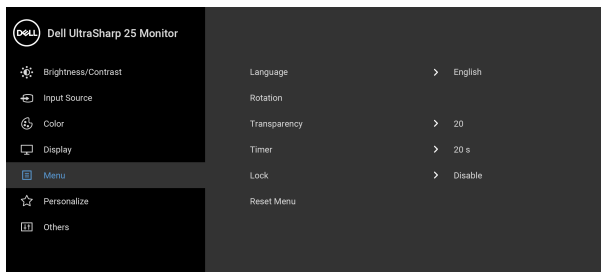 DELL Dell UltraSharp 25 Monitor
Brightness/Contrast
Input Source
Color
Display
Menu
Personalize
Others
Language > English
Rotation
Transparency > 20
Timer > 20 s
Lock > Disable
Reset Menu